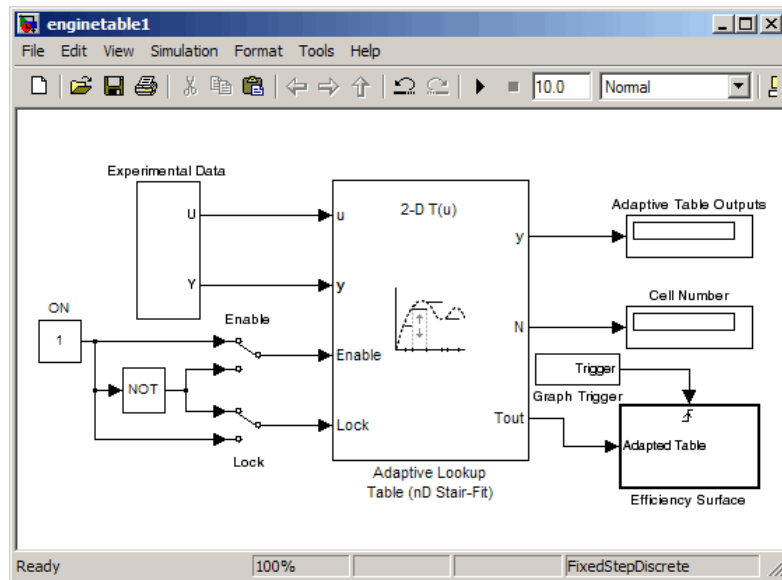 enginetable1
File Edit View Simulation Format Tools Help
10.0 Normal
Experimental Data
U
Y
ON
1
NOT
Enable
Lock
2-D T(u)
u
y
Enable
Lock
y
N
Tout
Adaptive Lookup
Table (nD Stair-Fit)
Adaptive Table Outputs
Cell Number
Trigger
Graph Trigger
Adapted Table
Efficiency Surface
Ready 100% FixedStepDiscrete